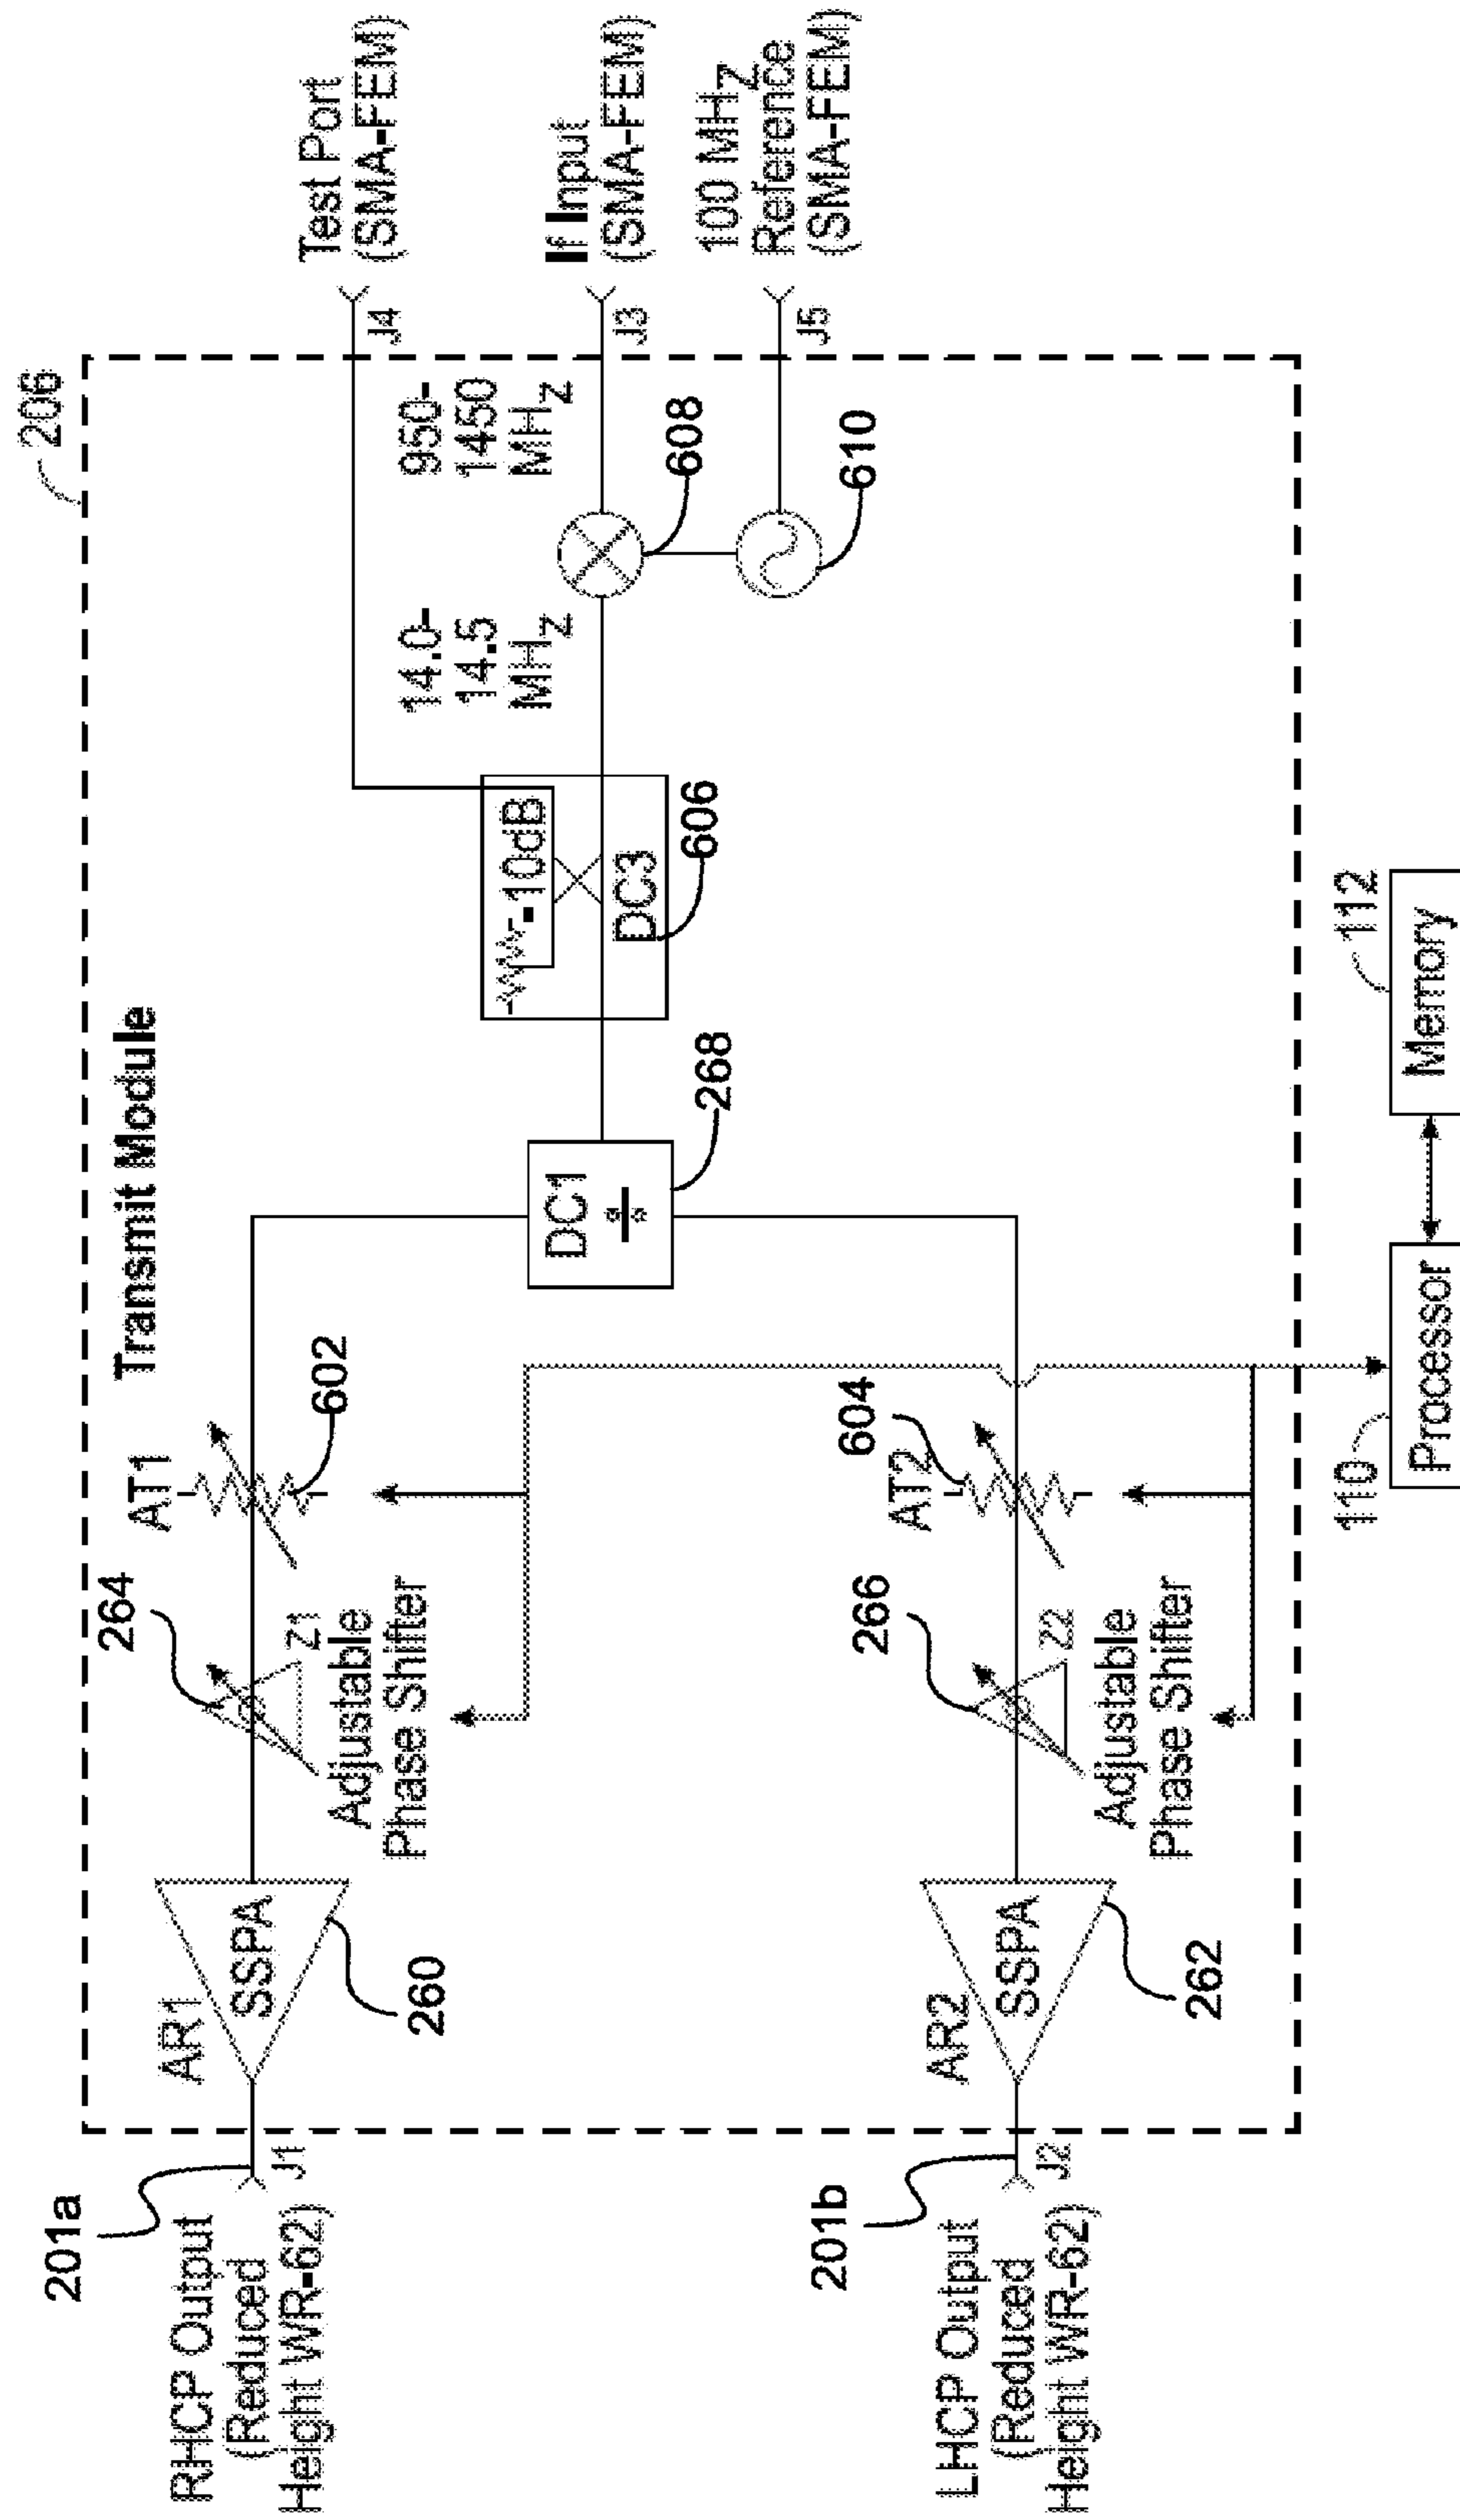 206
Transmit Module
201a
RHCP Output
(Reduced
Height WR-62)
J1
AR1
SSPA
260
264
Z1
Adjustable
Phase Shifter
AT1
602
DC1
÷
268
-10dB
DC3
606
14.0-
14.5
MHZ
950-
1450
MHZ
608
610
J4
Test Port
(SMA-FEM)
J3
If Input
(SMA-FEM)
J5
100 MHZ
Reference
(SMA-FEM)
201b
LHCP Output
(Reduced
Height WR-62)
J2
AR2
SSPA
262
266
Z2
Adjustable
Phase Shifter
AT2
604
110
Processor
112
Memory